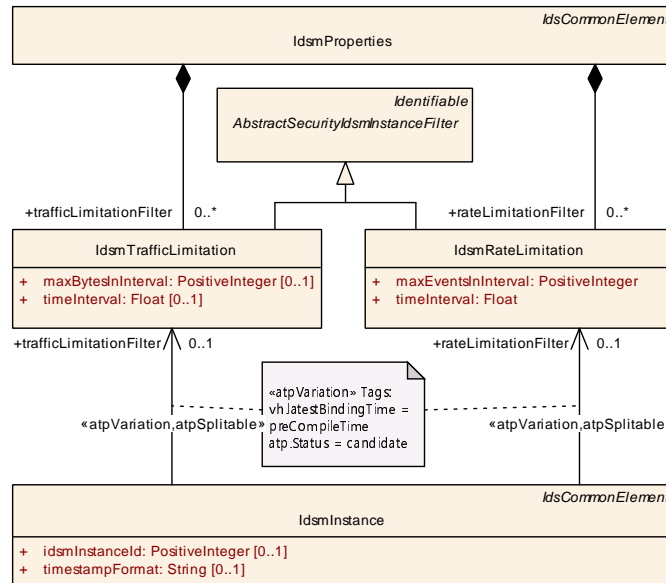 IdsCommonElement
IdsmProperties
Identifiable
AbstractSecurityIdsmInstanceFilter
+trafficLimitationFilter 0..*
+rateLimitationFilter 0..*
IdsmTrafficLimitation
+ maxBytesInInterval: PositiveInteger [0..1]
+ timeInterval: Float [0..1]
IdsmRateLimitation
+ maxEventsInInterval: PositiveInteger
+ timeInterval: Float
+trafficLimitationFilter 0..1
+rateLimitationFilter 0..1
«atpVariation» Tags:
vh.latestBindingTime =
preCompileTime
atp.Status = candidate
«atpVariation,atpSplitable»
«atpVariation,atpSplitable»
IdsCommonElement
IdsmInstance
+ idsmInstanceId: PositiveInteger [0..1]
+ timestampFormat: String [0..1]